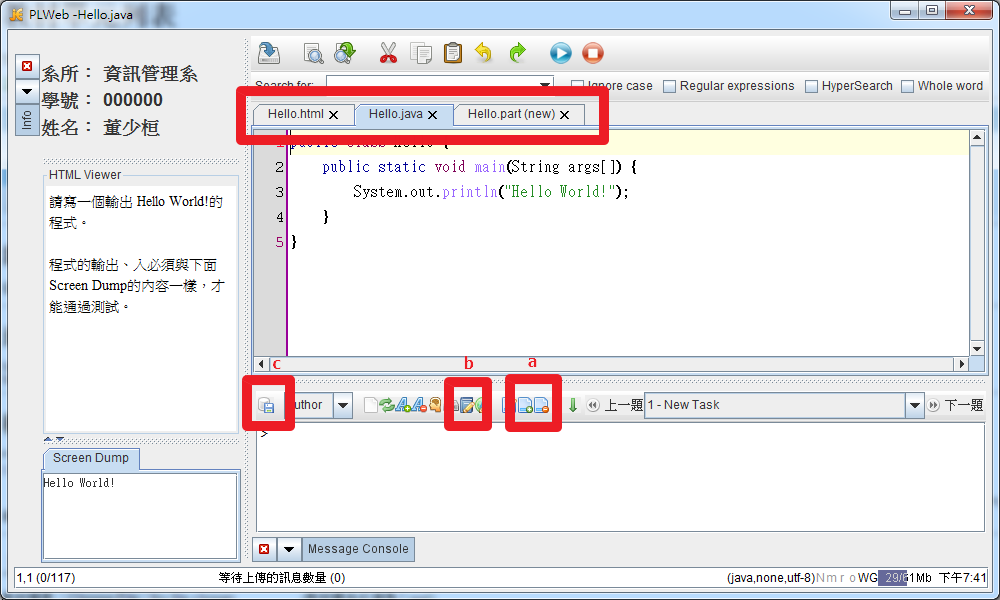 PLWeb -Hello.java
系所： 資訊管理系
學號： 000000
姓名： 董少桓
Info
HTML Viewer
請寫一個輸出 Hello World!的
程式。
程式的輸出、入必須與下面
Screen Dump的內容一樣，才
能通過測試。
Screen Dump
Hello World!
Search for:
Ignore case
Regular expressions
HyperSearch
Whole word
Hello.html
Hello.java
Hello.part (new)
1 public class Hello {
2 public static void main(String args[]) {
3 System.out.println("Hello World!");
4 }
5 }
c
b
a
上一題
1 - New Task
下一題
>
Message Console
1,1 (0/117)
等待上傳的訊息數量 (0)
(java,none,utf-8)N m r o WG 29/61Mb 下午7:41